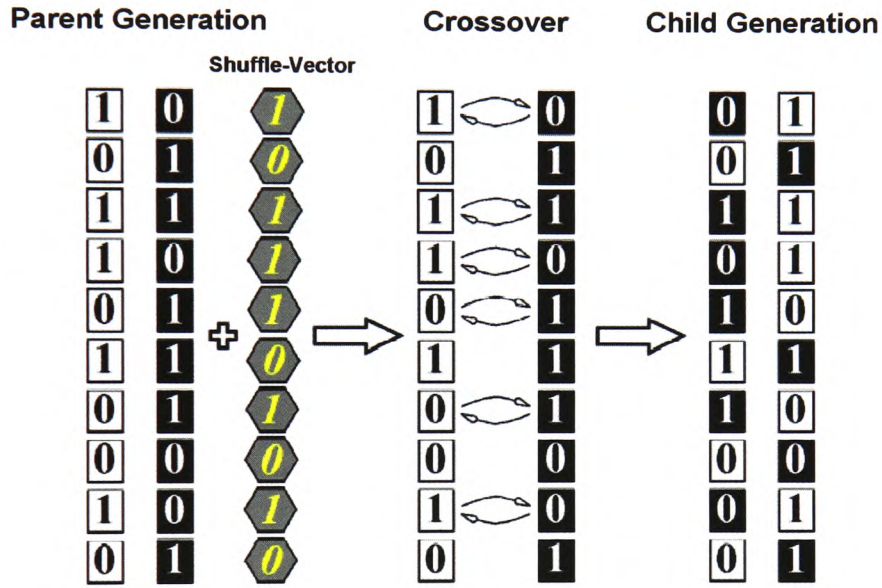 Parent Generation Crossover Child Generation
Shuffle-Vector
1 0 1 1 0 0 1
0 1 0 0 1 0 1
1 1 1 1 1 1 1
1 0 1 1 0 0 1
0 1 1 0 1 1 0
1 1 0 1 1 1 1
0 1 1 0 1 1 0
0 0 0 0 0 0 0
1 0 1 1 0 0 1
0 1 0 0 1 0 1